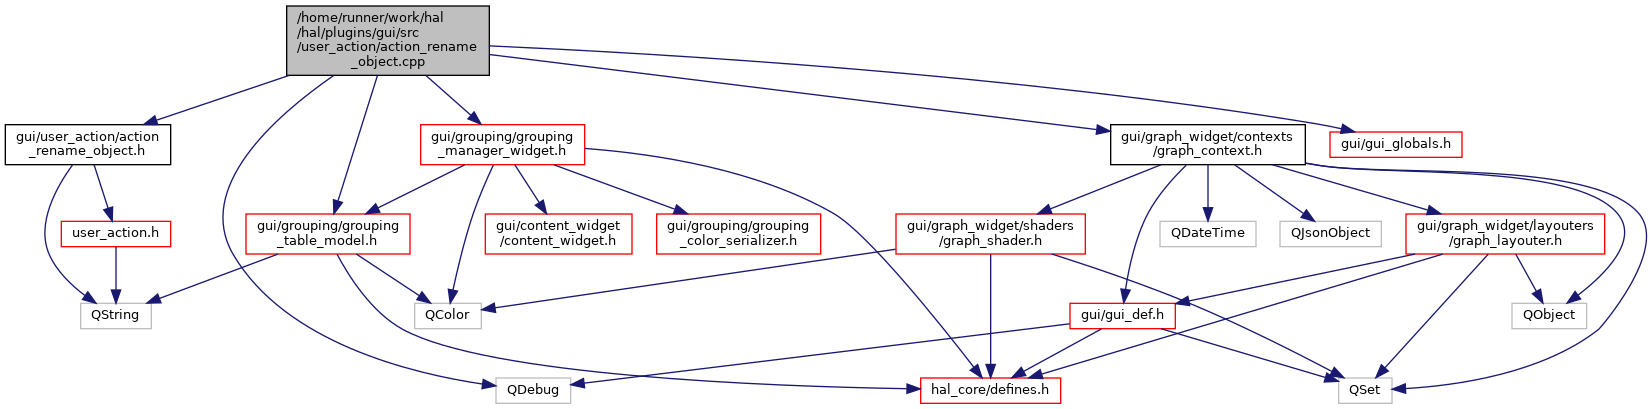 /home/runner/work/hal
/hal/plugins/gui/src
/user_action/action_rename
_object.cpp
gui/user_action/action
_rename_object.h
gui/grouping/grouping
_manager_widget.h
gui/graph_widget/contexts
/graph_context.h
gui/gui_globals.h
user_action.h
gui/grouping/grouping
_table_model.h
gui/content_widget
/content_widget.h
gui/grouping/grouping
_color_serializer.h
gui/graph_widget/shaders
/graph_shader.h
QDateTime
QJsonObject
gui/graph_widget/layouters
/graph_layouter.h
QString
QColor
gui/gui_def.h
QObject
QDebug
hal_core/defines.h
QSet